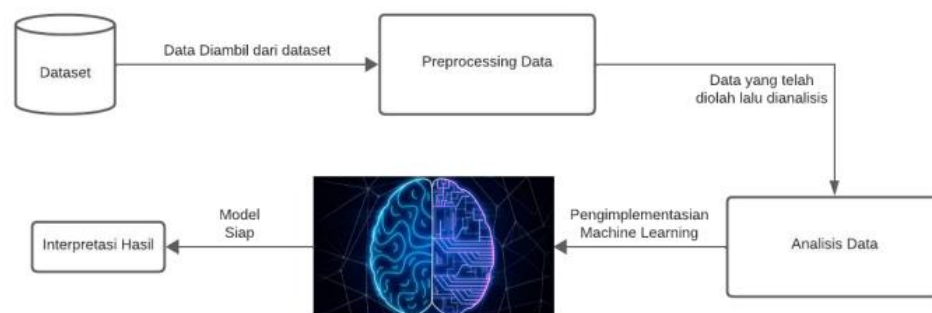 Dataset
Data Diambil dari dataset
Preprocessing Data
Data yang telah
diolah lalu dianalisis
Analisis Data
Pengimplementasian
Machine Learning
Model
Siap
Interpretasi Hasil